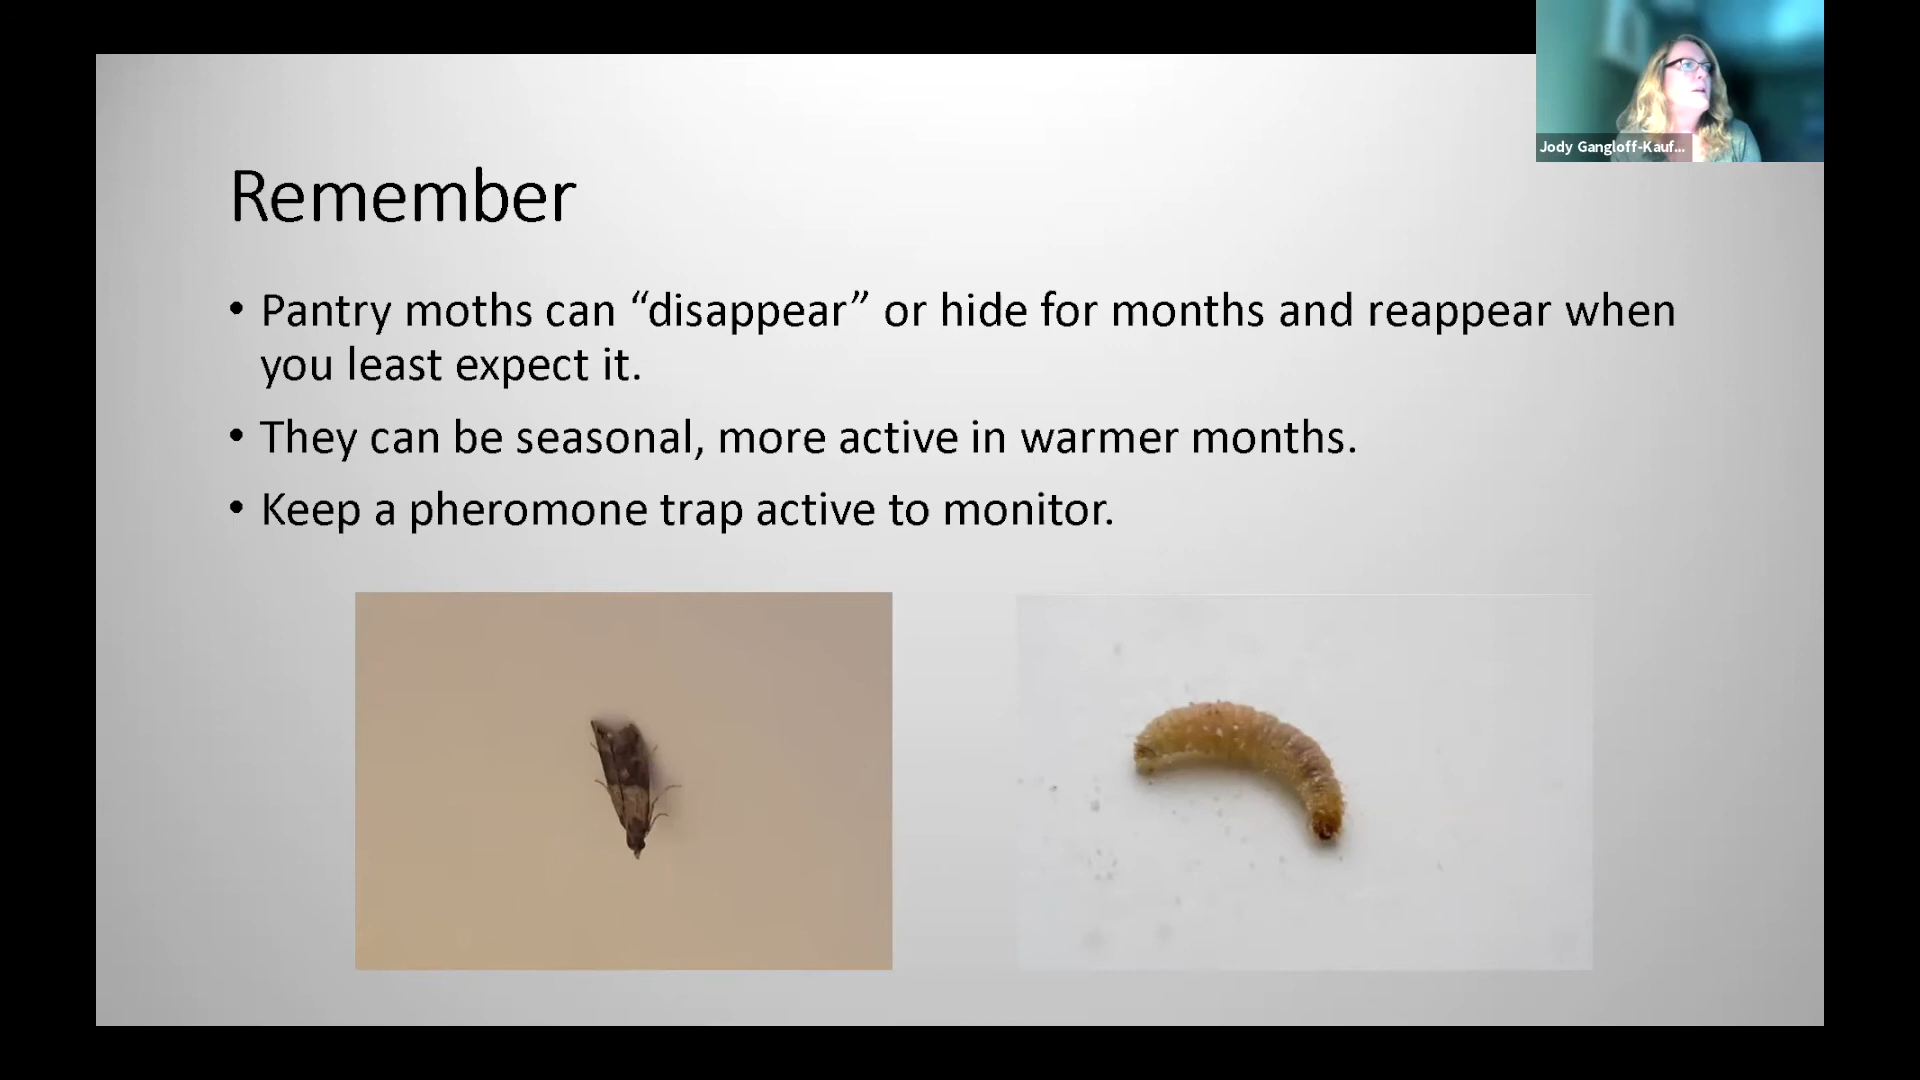 Jody Gangloff-Kauf...
Remember
• Pantry moths can “disappear” or hide for months and reappear when
you least expect it.
• They can be seasonal, more active in warmer months.
• Keep a pheromone trap active to monitor.